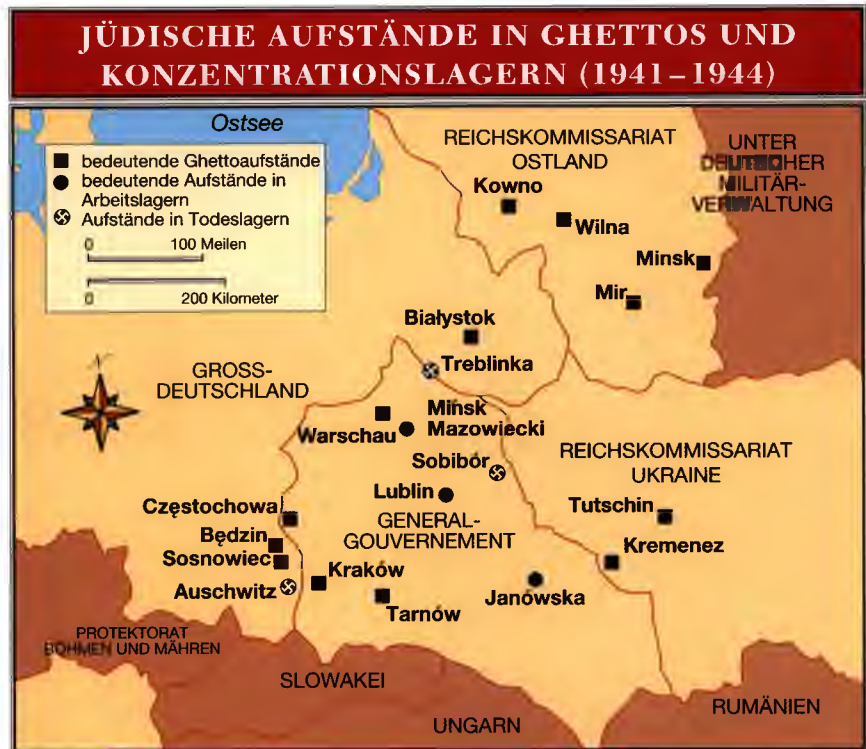 JÜDISCHE AUFSTÄNDE IN GHETTOS UND
KONZENTRATIONSLAGERN (1941–1944)
Ostsee
bedeutende Ghettoaufstände
bedeutende Aufstände in
Arbeitslagern
Aufstände in Todeslagern
0 100 Meilen
0 200 Kilometer
REICHSKOMMISSARIAT
OSTLAND
UNTER
DEUTSCHER
MILITÄR-
VERWALTUNG
Kowno
Wilna
Minsk
Mir
Białystok
Treblinka
GROSS-
DEUTSCHLAND
N
Minsk
Mazowiecki
Warschau
Sobibór
REICHSKOMMISSARIAT
UKRAINE
Lublin
Tutschin
Częstochowa
GENERAL-
GOUVERNEMENT
Będzin
Sosnowiec
Kremenez
Kraków
Auschwitz
Janówska
Tarnów
PROTEKTORAT
BÖHMEN UND MÄHREN
SLOWAKEI
RUMÄNIEN
UNGARN